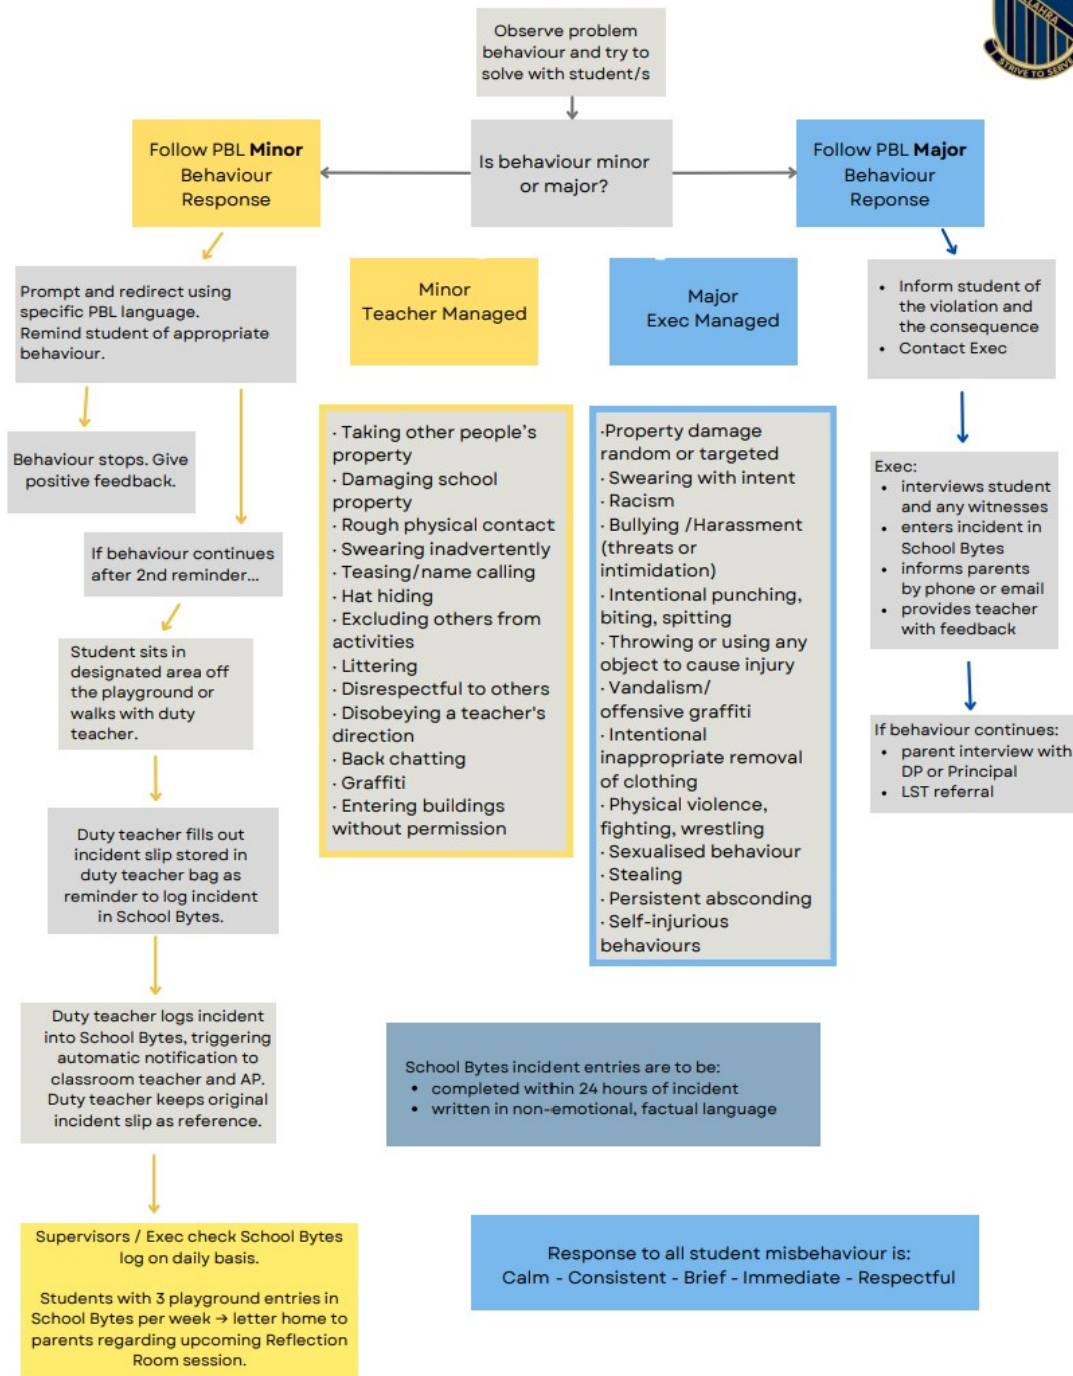 LLAHRA
STRIVE TO SERVE
Observe problem
behaviour and try to
solve with student/s
Follow PBL Minor
Behaviour
Response
Is behaviour minor
or major?
Follow PBL Major
Behaviour
Reponse
Prompt and redirect using
specific PBL language.
Remind student of appropriate
behaviour.
Minor
Teacher Managed
Major
Exec Managed
• Inform student of
the violation and
the consequence
• Contact Exec
Behaviour stops. Give
positive feedback.
If behaviour continues
after 2nd reminder...
Student sits in
designated area off
the playground or
walks with duty
teacher.
Duty teacher fills out
incident slip stored in
duty teacher bag as
reminder to log incident
in School Bytes.
Duty teacher logs incident
into School Bytes, triggering
automatic notification to
classroom teacher and AP.
Duty teacher keeps original
incident slip as reference.
Supervisors / Exec check School Bytes
log on daily basis.
Students with 3 playground entries in
School Bytes per week → letter home to
parents regarding upcoming Reflection
Room session.
· Taking other people's
property
· Damaging school
property
· Rough physical contact
· Swearing inadvertently
· Teasing/name calling
· Hat hiding
· Excluding others from
activities
· Littering
· Disrespectful to others
· Disobeying a teacher's
direction
· Back chatting
· Graffiti
· Entering buildings
without permission
·Property damage
random or targeted
· Swearing with intent
· Racism
· Bullying /Harassment
(threats or
intimidation)
· Intentional punching,
biting, spitting
· Throwing or using any
object to cause injury
· Vandalism/
offensive graffiti
· Intentional
inappropriate removal
of clothing
· Physical violence,
fighting, wrestling
· Sexualised behaviour
· Stealing
· Persistent absconding
· Self-injurious
behaviours
Exec:
• interviews student
and any witnesses
• enters incident in
School Bytes
• informs parents
by phone or email
• provides teacher
with feedback
If behaviour continues:
• parent interview with
DP or Principal
• LST referral
School Bytes incident entries are to be:
• completed within 24 hours of incident
• written in non-emotional, factual language
Response to all student misbehaviour is:
Calm - Consistent - Brief - Immediate - Respectful